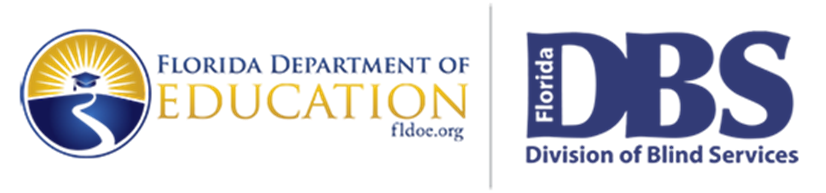 FLORIDA DEPARTMENT OF
EDUCATION
fldoe.org
Florida
DBS
Division of Blind Services